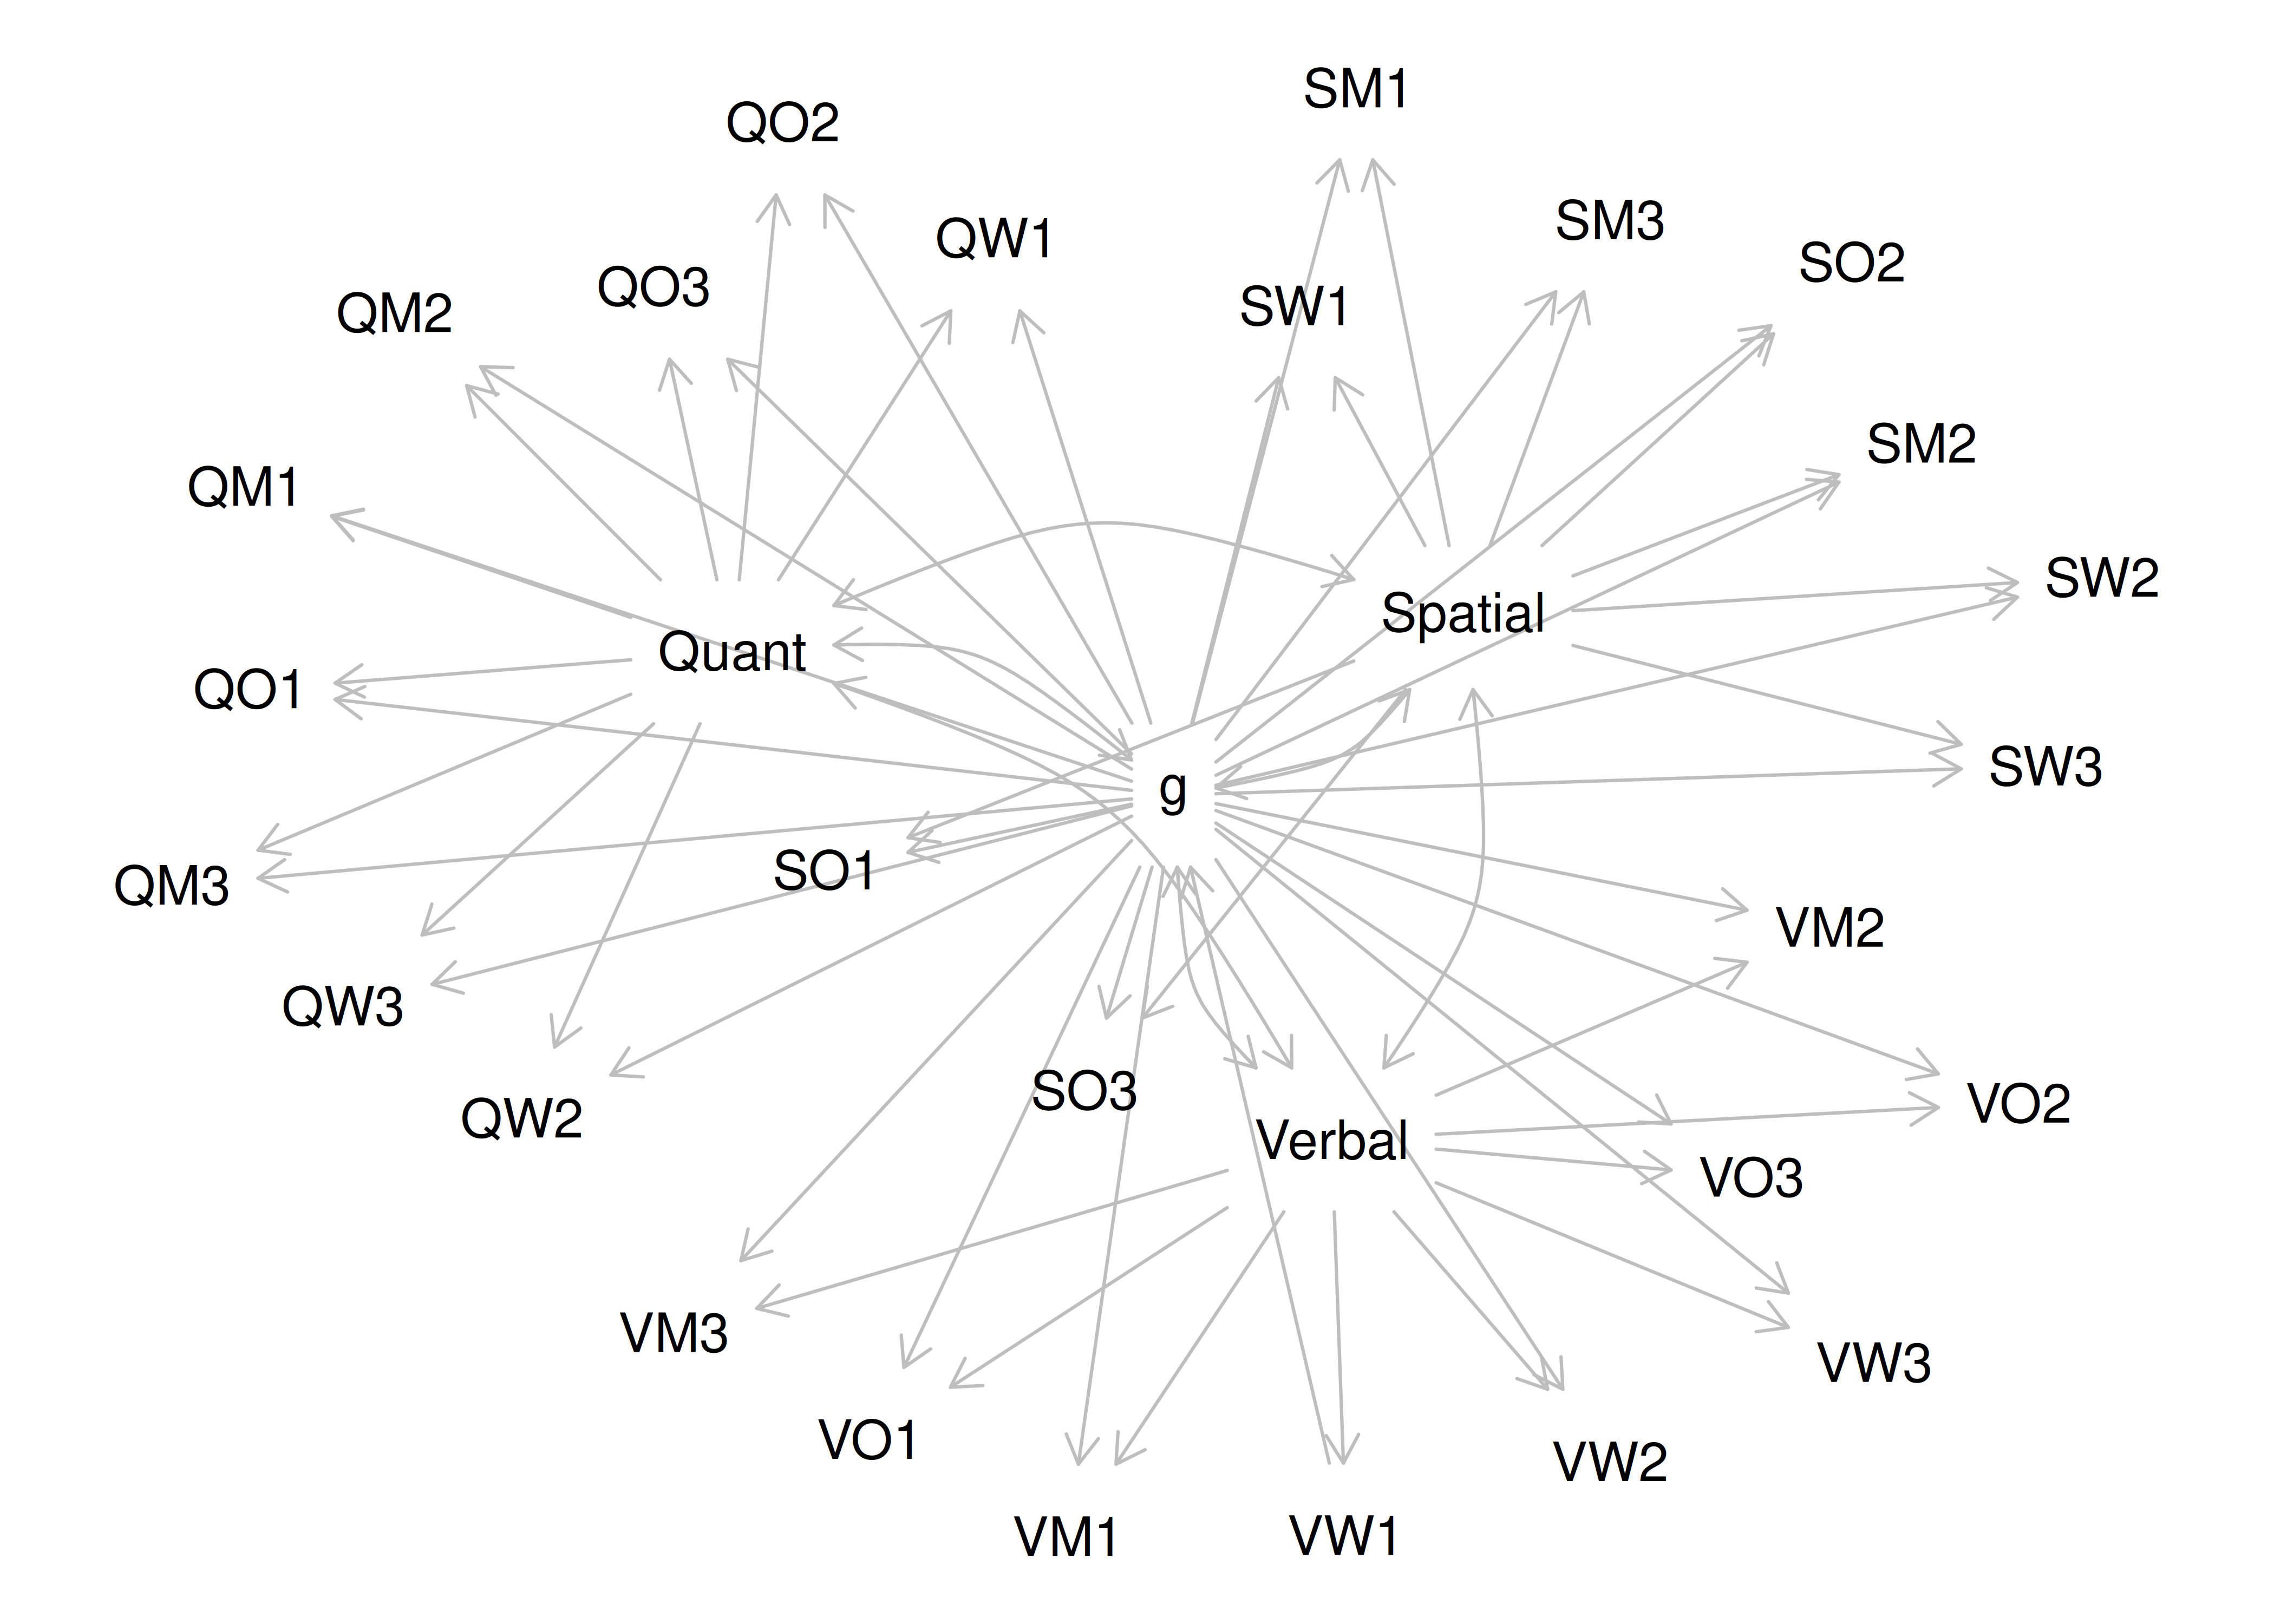 SM1
QO2
SM3
QW1
SO2
QO3
SW1
QM2
SM2
QM1
SW2
Spatial
Quant
QO1
SW3
g
SO1
QM3
VM2
QW3
SO3
VO2
QW2
Verbal
VO3
VM3
VW3
VO1
VW2
VM1
VW1